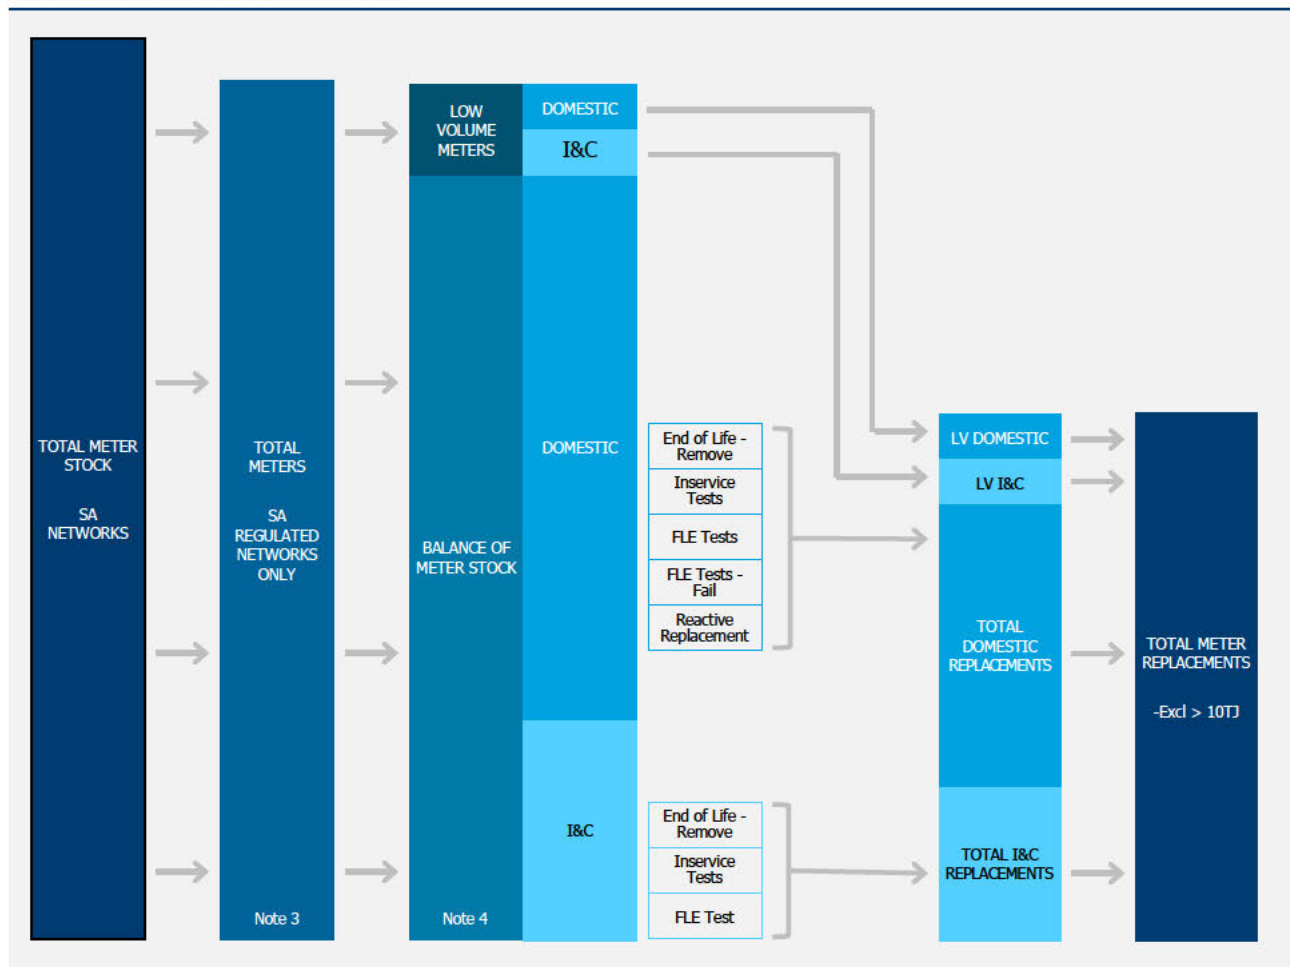 TOTAL METER
STOCK
SA
NETWORKS
TOTAL
METERS
SA
REGULATED
NETWORKS
ONLY
Note 3
LOW
VOLUME
METERS
BALANCE OF
METER STOCK
Note 4
DOMESTIC
I&C
DOMESTIC
I&C
End of Life -
Remove
Inservice
Tests
FLE Tests
FLE Tests -
Fail
Reactive
Replacement
End of Life -
Remove
Inservice
Tests
FLE Test
LV DOMESTIC
LV I&C
TOTAL
DOMESTIC
REPLACEMENTS
TOTAL I&C
REPLACEMENTS
TOTAL METER
REPLACEMENTS
-Excl > 10TJ